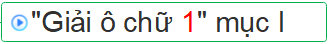 "Giải ô chữ 1" mục I